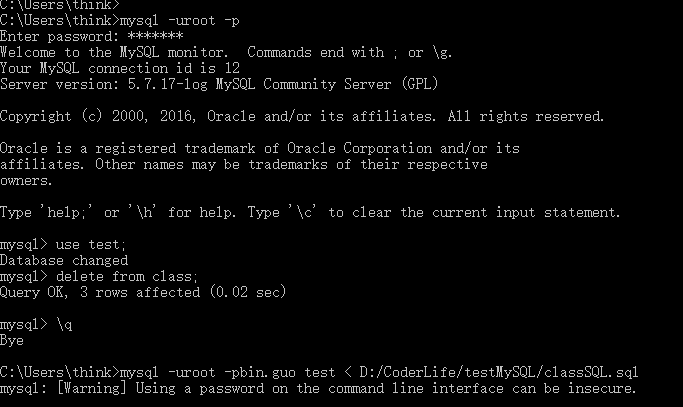 C:\Users\think>
C:\Users\think>mysql -uroot -p
Enter password: *******
Welcome to the MySQL monitor.  Commands end with ; or \g.
Your MySQL connection id is 12
Server version: 5.7.17-log MySQL Community Server (GPL)
Copyright (c) 2000, 2016, Oracle and/or its affiliates. All rights reserved.
Oracle is a registered trademark of Oracle Corporation and/or its
affiliates. Other names may be trademarks of their respective
owners.
Type 'help;' or '\h' for help. Type '\c' to clear the current input statement.
mysql> use test;
Database changed
mysql> delete from class;
Query OK, 3 rows affected (0.02 sec)
mysql> \q
Bye
C:\Users\think>mysql -uroot -pbin.guo test < D:/CoderLife/testMySQL/classSQL.sql
mysql: [Warning] Using a password on the command line interface can be insecure.